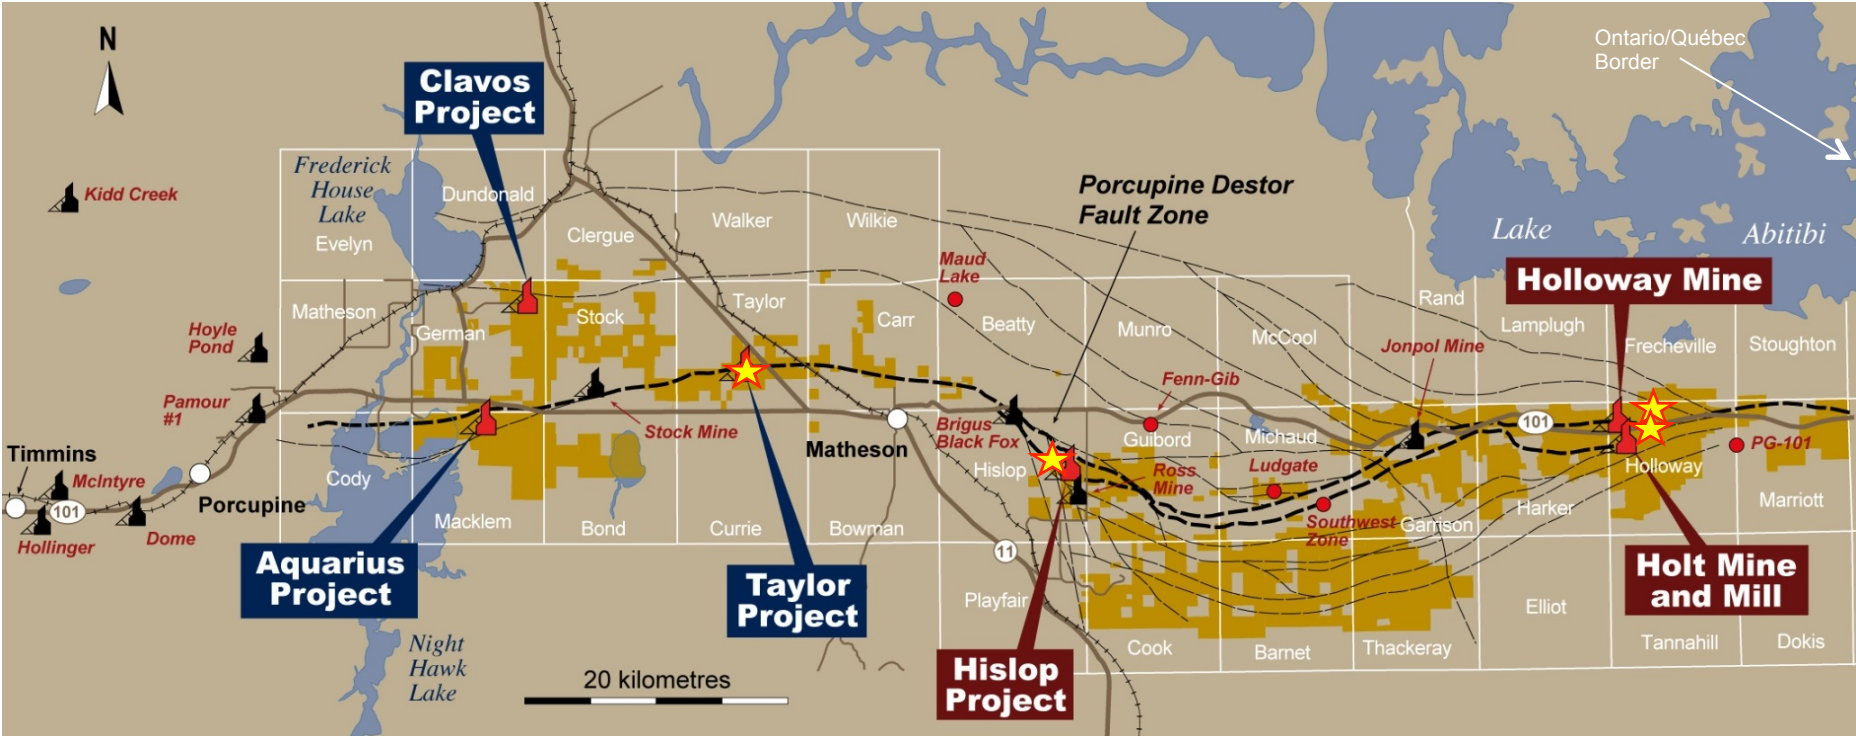 N
Ontario/Québec
Border
Clavos
Project
Frederick
House
Lake
Evelyn
Dundonald
Clergue
Walker
Wilkie
Kidd Creek
Porcupine Destor
Fault Zone
Lake
Abitibi
Maud
Lake
Holloway Mine
Matheson
German
Stock
Taylor
Carr
Beatty
Munro
McCool
Rand
Lamplugh
Frecheville
Stoughton
Hoyle
Pond
Jonpol Mine
Fenn-Gib
Pamour
#1
Stock Mine
Matheson
Brigus
Black Fox
Guibord
Michaud
101
Holloway
PG-101
Timmins
McIntyre
101
Hollinger
Dome
Porcupine
Cody
Macklem
Bond
Currie
Bowman
Hislop
Ross
Mine
Ludgate
Southwest
Zone
Garrison
Harker
Marriott
11
Aquarius
Project
Taylor
Project
Playfair
Holt Mine
and Mill
Elliot
Night
Hawk
Lake
Hislop
Project
Cook
Barnet
Thackeray
Tannahill
Dokis
20 kilometres